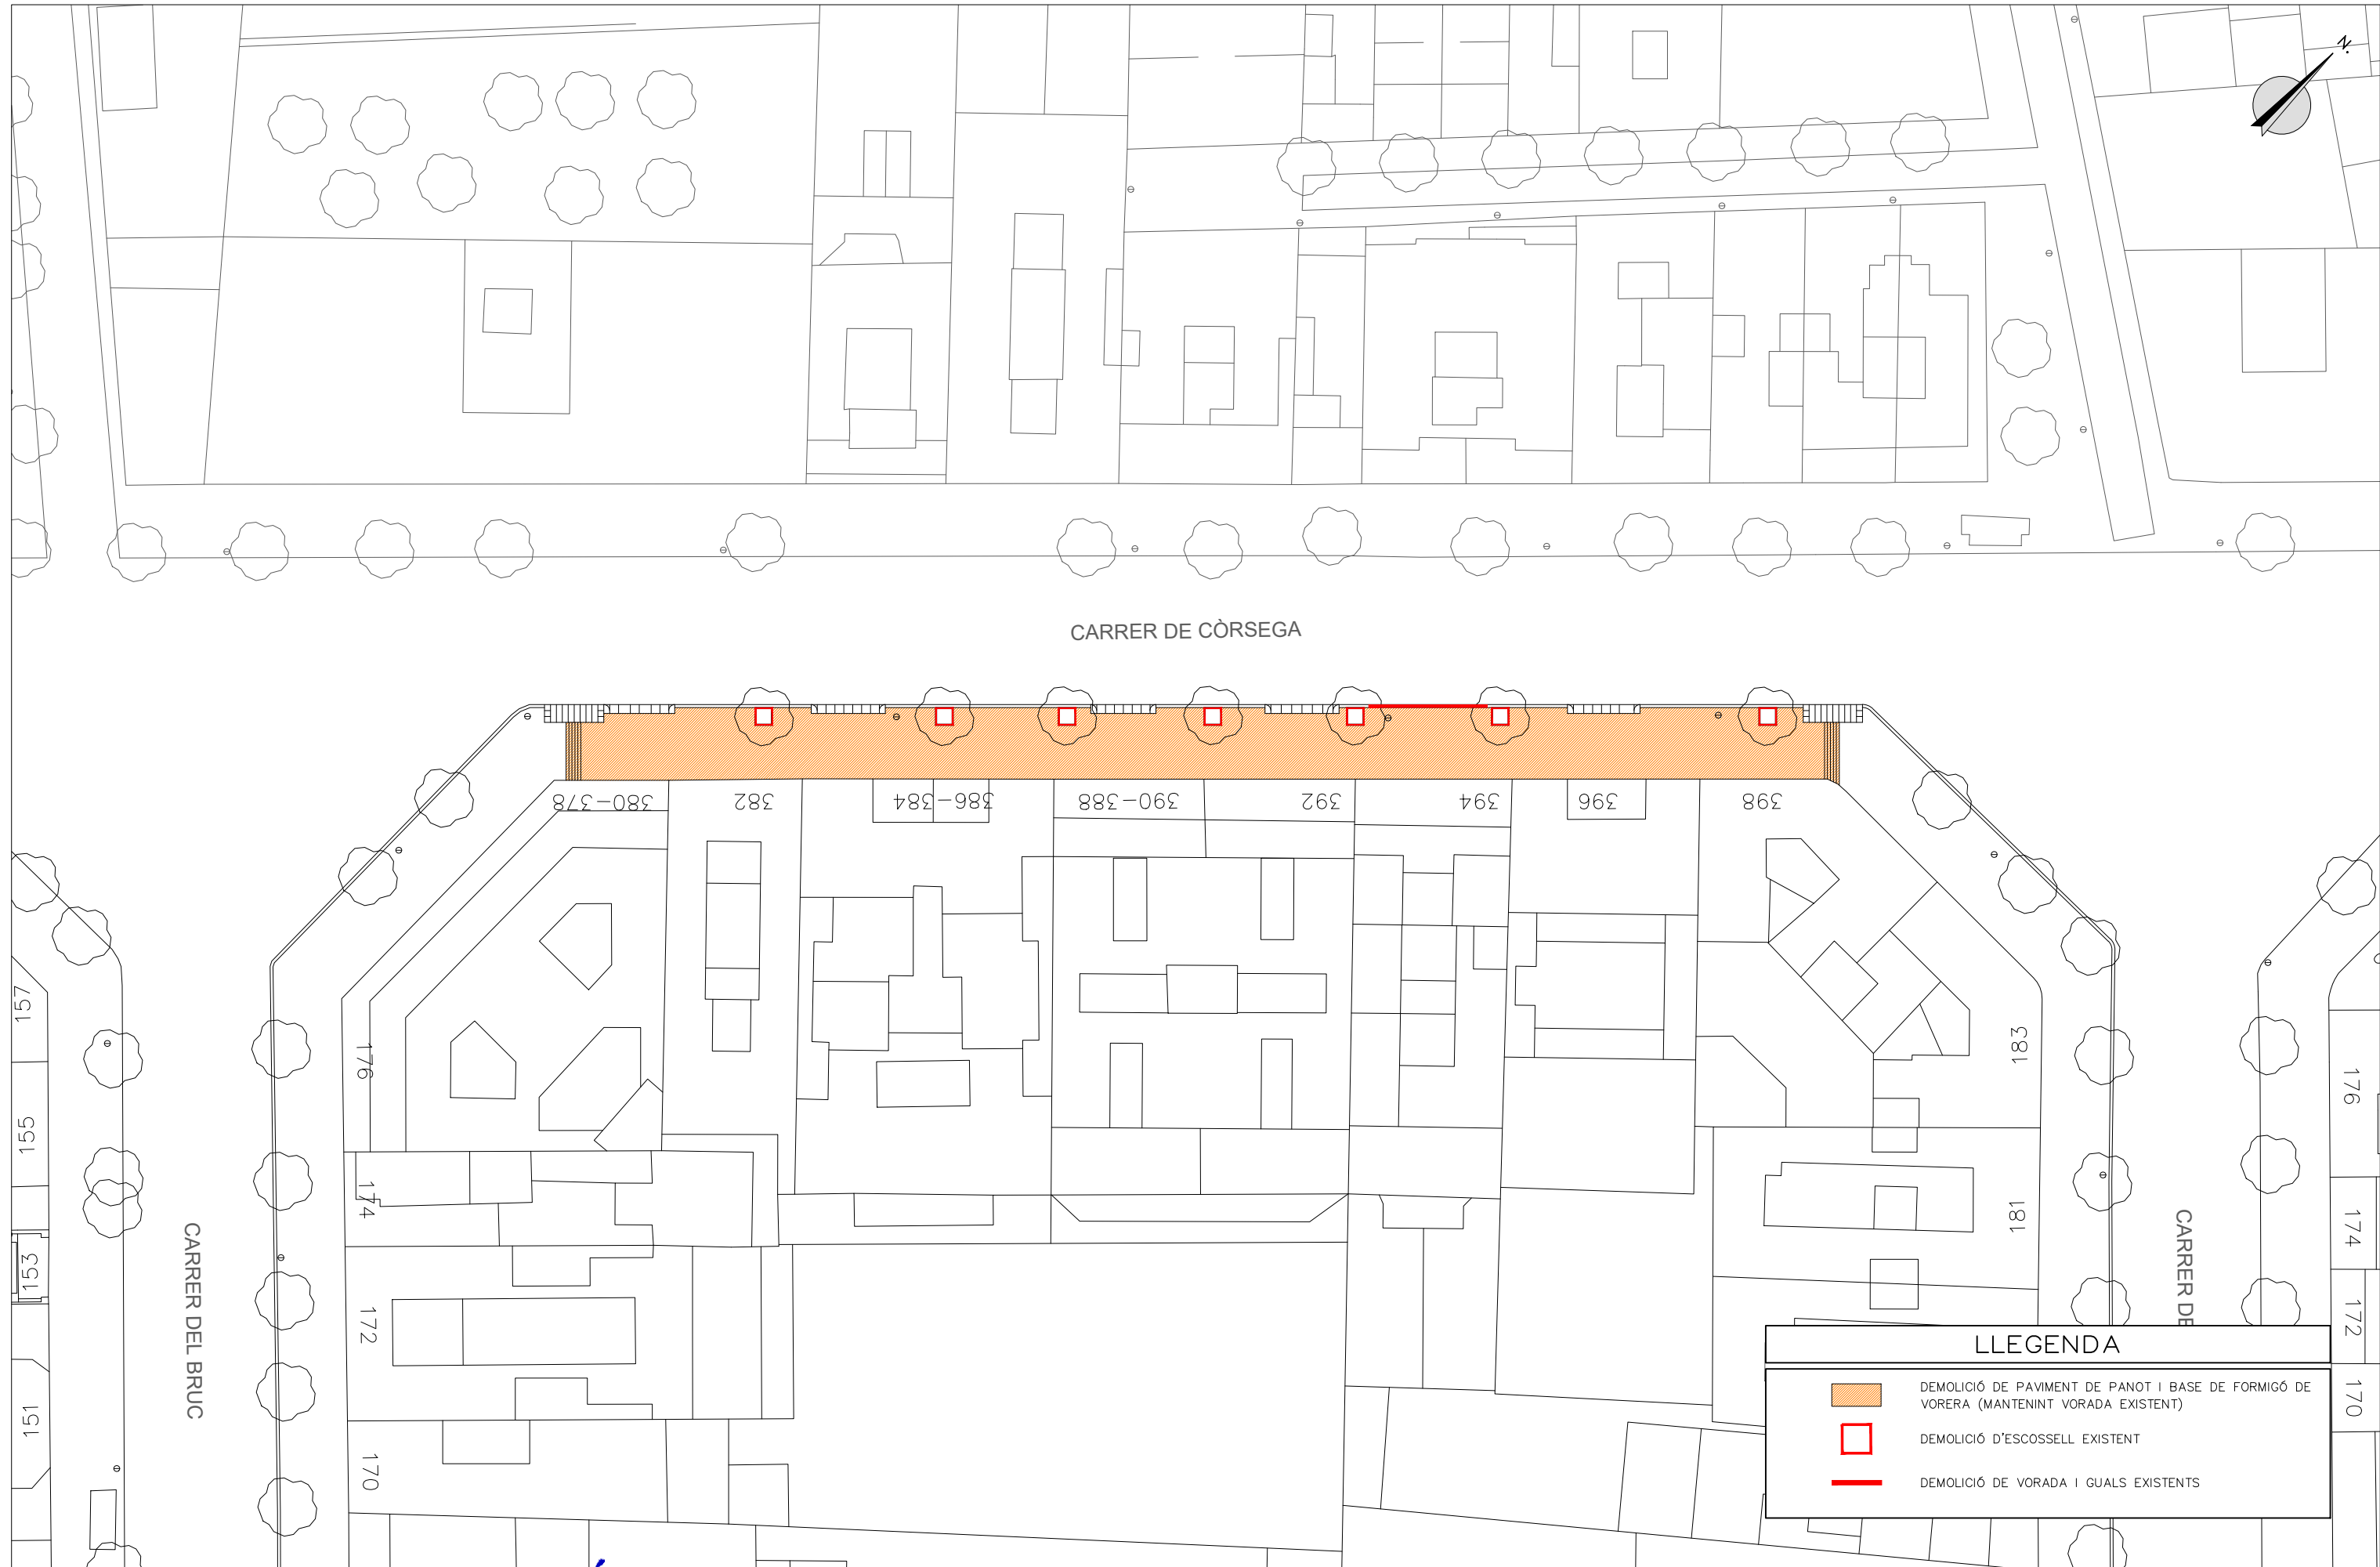 N.
CARRER DE CÒRSEGA
380-378
382
386-384
390-388
392
394
396
398
157
155
153
151
176
174
172
170
CARRER DEL BRUC
183
181
CARRER DE
176
174
172
170
LLEGENDA
DEMOLICIÓ DE PAVIMENT DE PANOT I BASE DE FORMIGÓ DE
VORERA (MANTENINT VORADA EXISTENT)
DEMOLICIÓ D'ESCOSSELL EXISTENT
DEMOLICIÓ DE VORADA I GUALS EXISTENTS